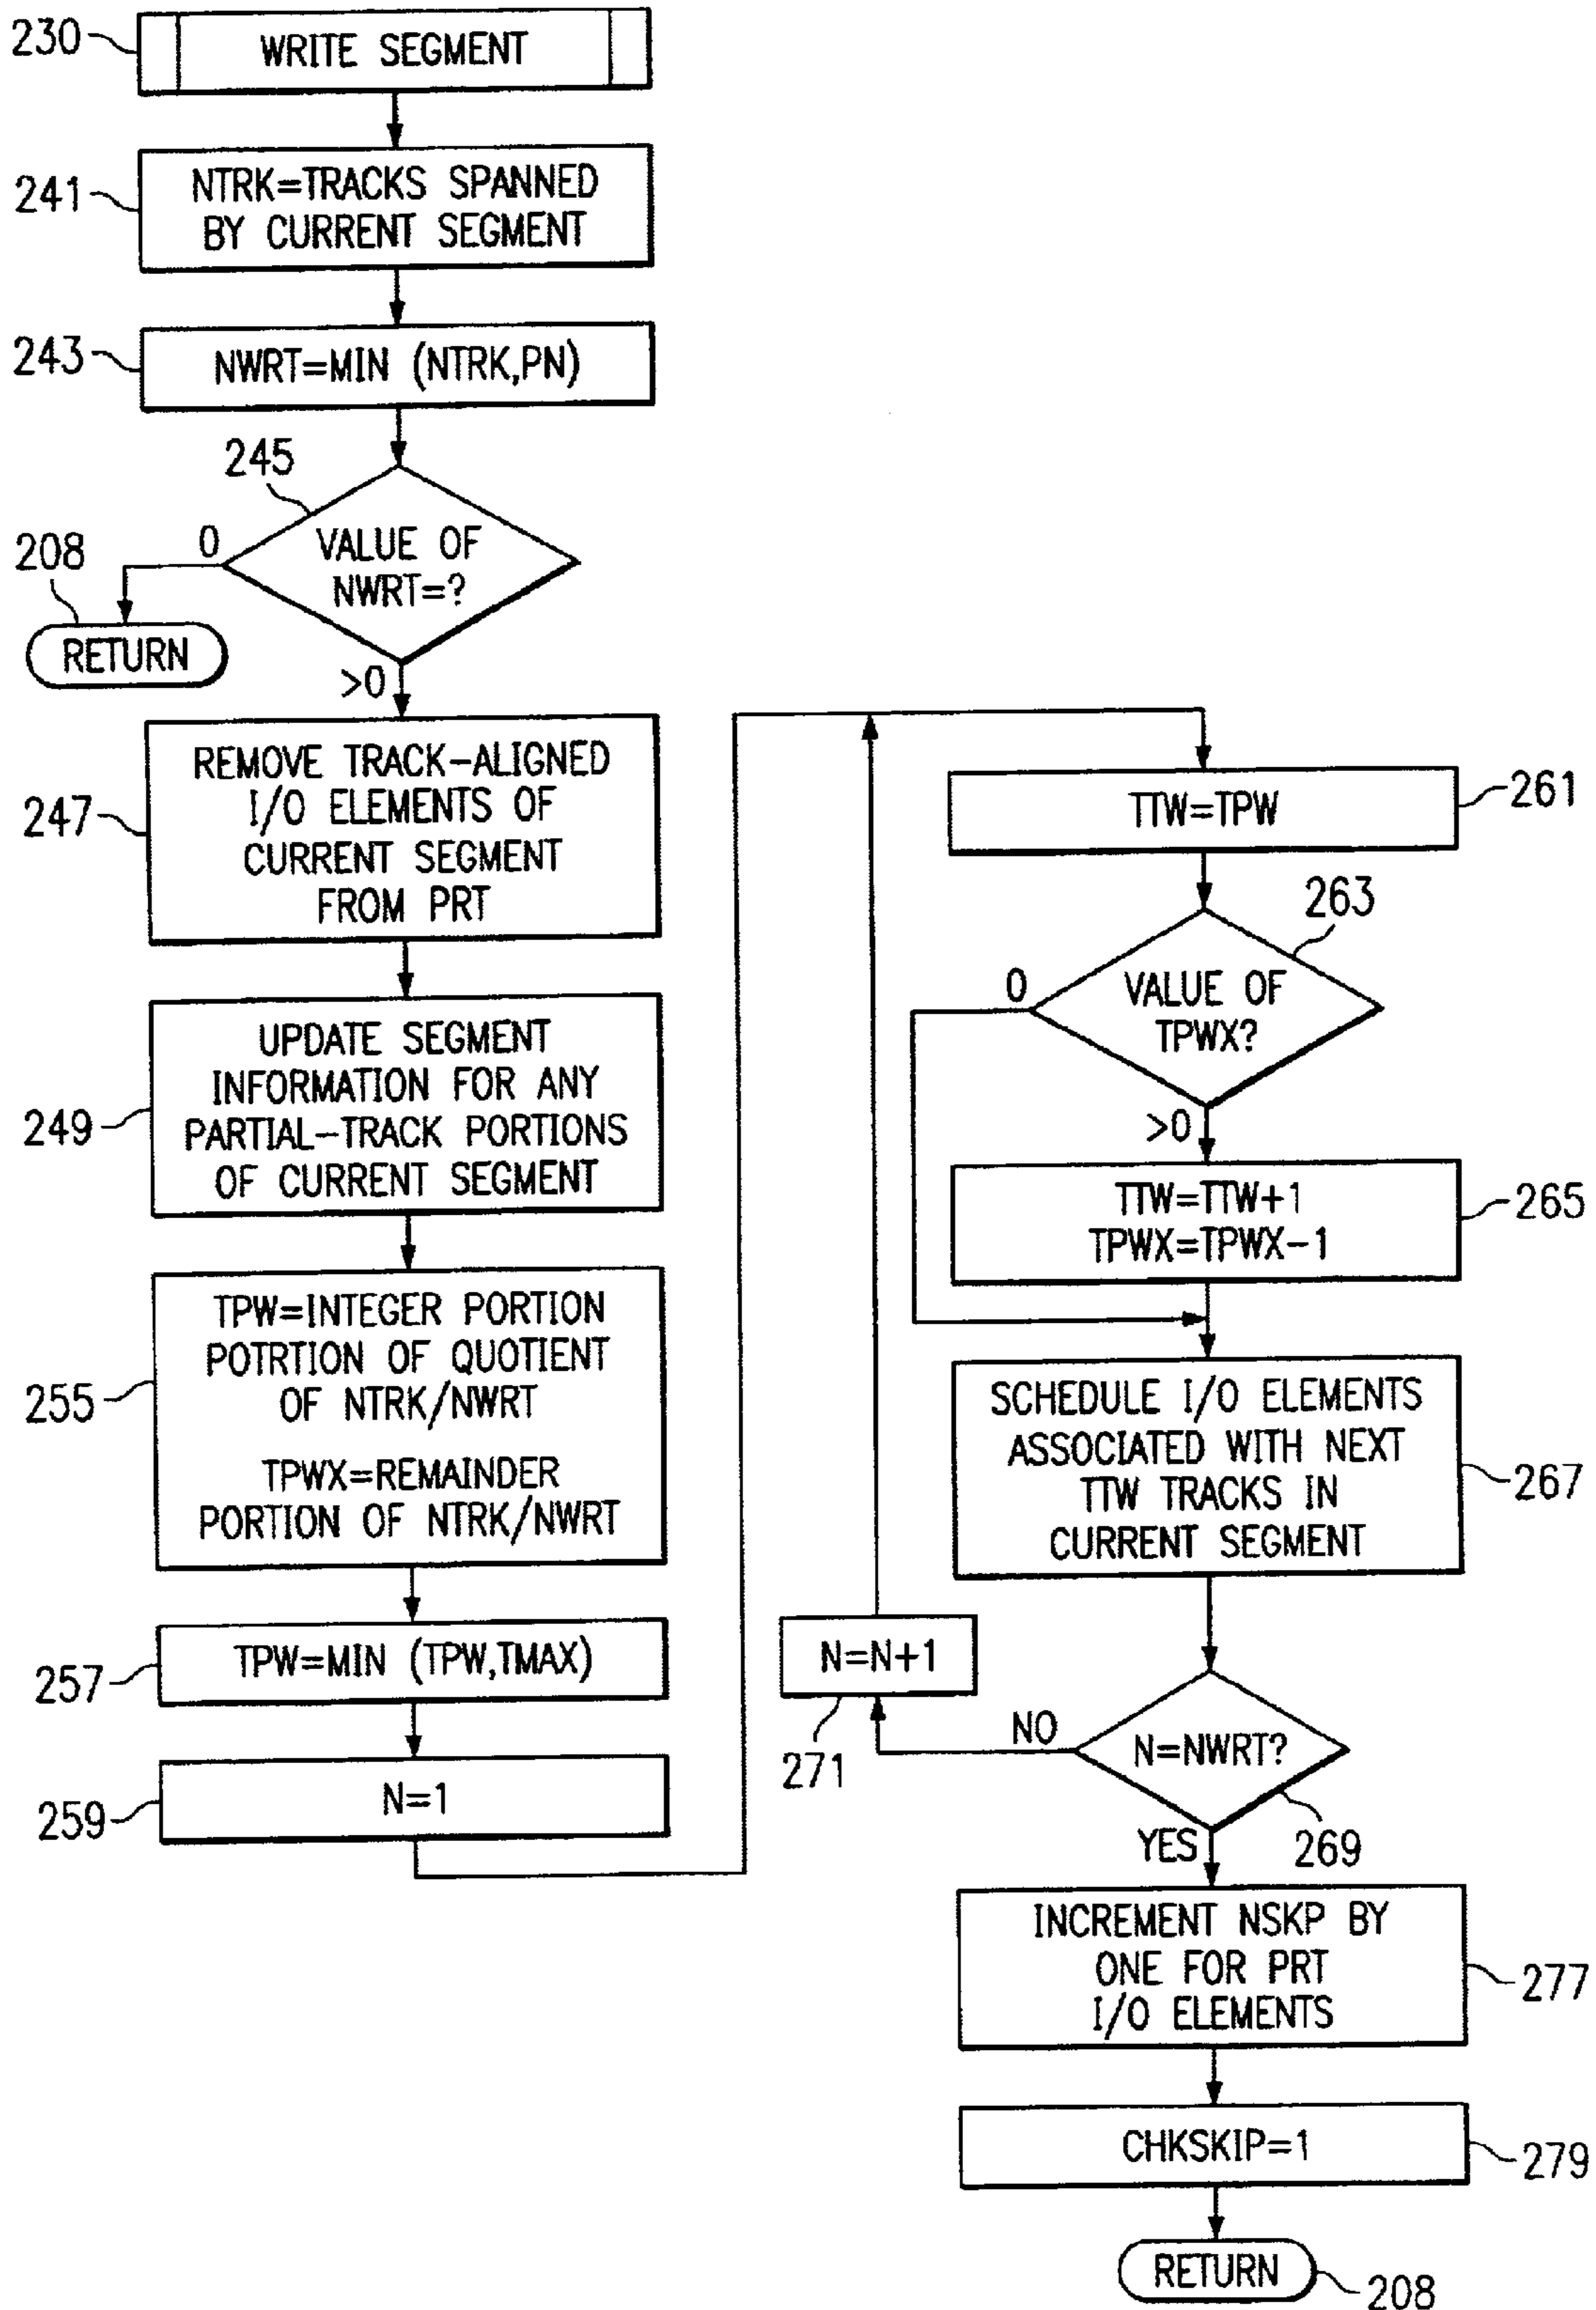 230
WRITE SEGMENT
241
NTRK=TRACKS SPANNED
BY CURRENT SEGMENT
243
NWRT=MIN (NTRK,PN)
245
0
VALUE OF
NWRT=?
208
RETURN
>0
247
REMOVE TRACK-ALIGNED
I/O ELEMENTS OF
CURRENT SEGMENT
FROM PRT
249
UPDATE SEGMENT
INFORMATION FOR ANY
PARTIAL-TRACK PORTIONS
OF CURRENT SEGMENT
255
TPW=INTEGER PORTION
POTRTION OF QUOTIENT
OF NTRK/NWRT
TPWX=REMAINDER
PORTION OF NTRK/NWRT
257
TPW=MIN (TPW,TMAX)
259
N=1
TTW=TPW
261
263
0
VALUE OF
TPWX?
>0
TTW=TTW+1
TPWX=TPWX-1
265
SCHEDULE I/O ELEMENTS
ASSOCIATED WITH NEXT
TTW TRACKS IN
CURRENT SEGMENT
267
N=N+1
271
NO
N=NWRT?
269
YES
INCREMENT NSKP BY
ONE FOR PRT
I/O ELEMENTS
277
CHKSKIP=1
279
RETURN
208